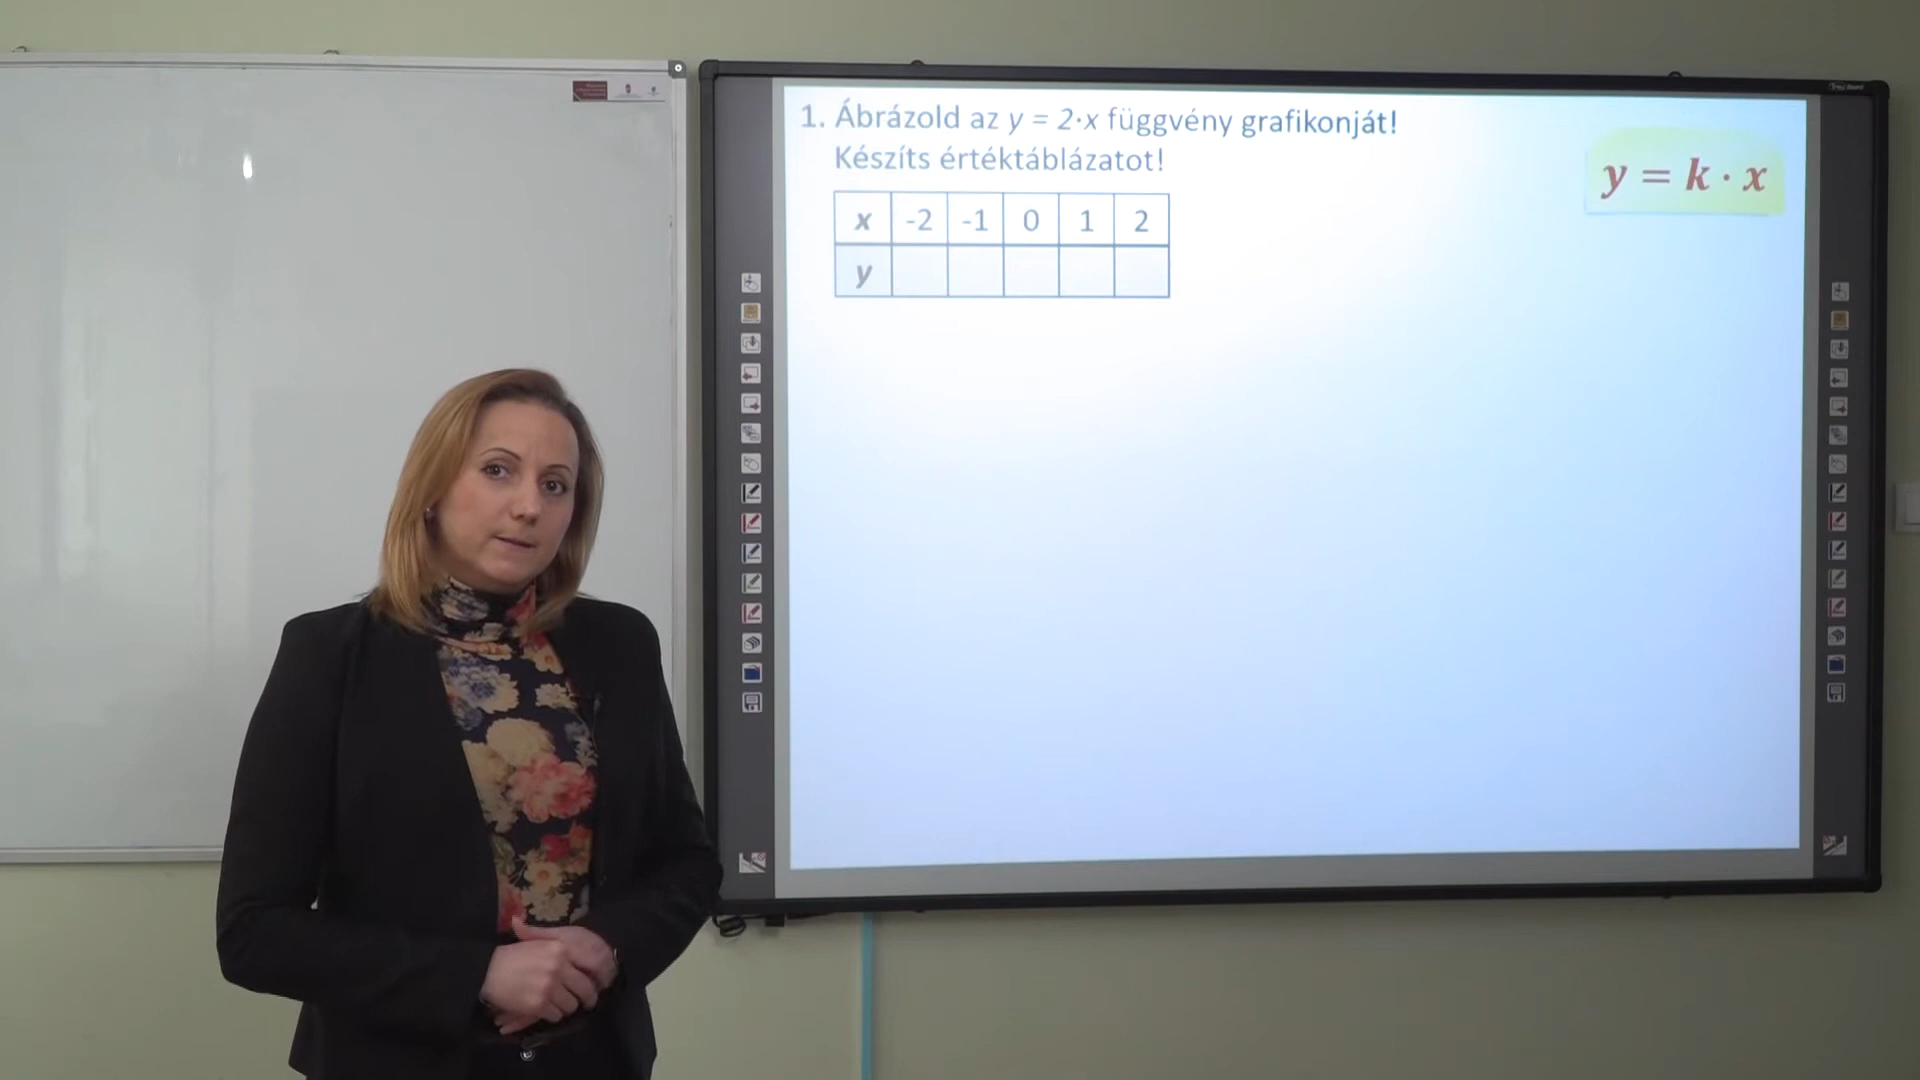 1. Ábrázold az y = 2·x függvény grafikonját!
Készíts értéktáblázatot!
y = k · x
x -2 -1 0 1 2
y